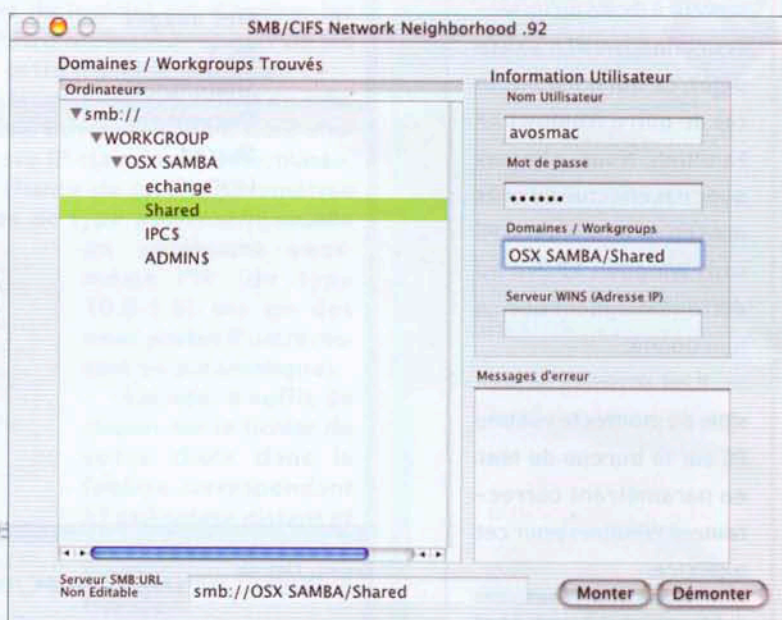 SMB/CIFS Network Neighborhood .92
Domaines / Workgroups Trouvés
Ordinateurs
smb://
WORKGROUP
OSX SAMBA
echange
Shared
IPC$
ADMIN$
Information Utilisateur
Nom Utilisateur
avosmac
Mot de passe
••••••
Domaines / Workgroups
OSX SAMBA/Shared
Serveur WINS (Adresse IP)
Messages d'erreur
Serveur SMB:URL
Non Editable
smb://OSX SAMBA/Shared
Monter
Démonter